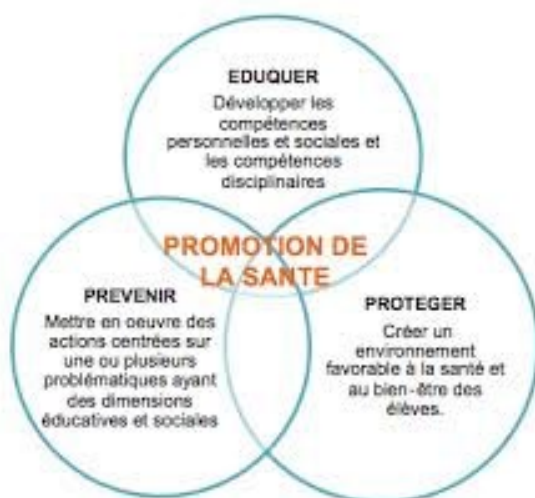 EDUQUER
Développer les
compétences
personnelles et sociales et
les compétences
disciplinaires
PROMOTION DE
LA SANTE
PREVENIR
Mettre en oeuvre des
actions centrées sur
une ou plusieurs
problématiques ayant
des dimensions
éducatives et sociales
PROTEGER
Créer un
environnement
favorable à la santé et
au bien-être des
élèves.